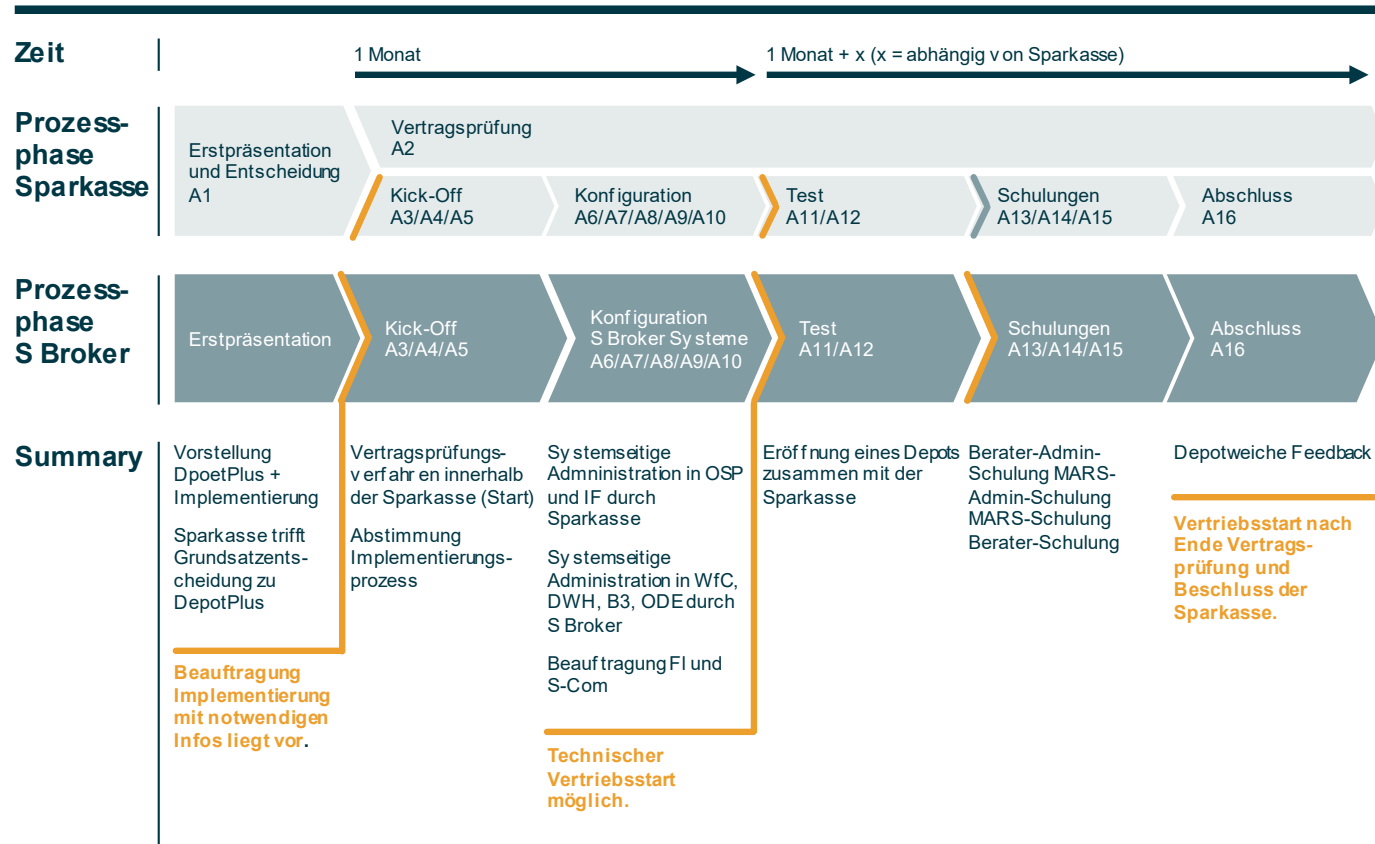 Zeit
1 Monat
1 Monat + x (x = abhängig von Sparkasse)
Prozess-
phase
Sparkasse
Erstpräsentation
und Entscheidung
A1
Vertragsprüfung
A2
Kick-Off
A3/A4/A5
Konfiguration
A6/A7/A8/A9/A10
Test
A11/A12
Schulungen
A13/A14/A15
Abschluss
A16
Prozess-
phase
S Broker
Erstpräsentation
Kick-Off
A3/A4/A5
Konfiguration
S Broker Systeme
A6/A7/A8/A9/A10
Test
A11/A12
Schulungen
A13/A14/A15
Abschluss
A16
Summary
Vorstellung
DpoetPlus +
Implementierung
Sparkasse trifft
Grundsatzents-
cheidung zu
DepotPlus
Beauftragung
Implementierung
mit notwendigen
Infos liegt vor.
Vertragsprüfungs-
verfahren innerhalb
der Sparkasse (Start)
Abstimmung
Implementierungs-
prozess
Systemseitige
Admninistration in OSP
und IF durch
Sparkasse
Systemseitige
Administration in WfC,
DWH, B3, ODE durch
S Broker
Beauftragung FI und
S-Com
Technischer
Vertriebsstart
möglich.
Eröffnung eines Depots
zusammen mit der
Sparkasse
Berater-Admin-
Schulung MARS-
Admin-Schulung
MARS-Schulung
Berater-Schulung
Depotweiche Feedback
Vertriebsstart nach
Ende Vertrags-
prüfung und
Beschluss der
Sparkasse.